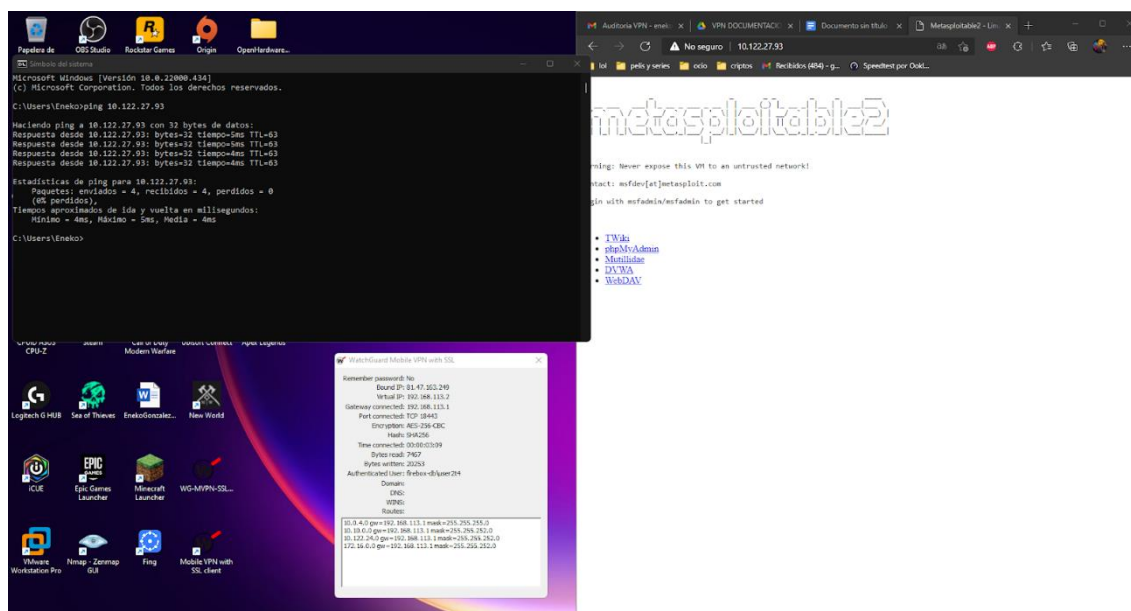 Papelera de
OBS Studio
Rockstar Games
Origin
OpenHardware...
Símbolo del sistema
Microsoft Windows [Versión 10.0.22000.434]
(c) Microsoft Corporation. Todos los derechos reservados.
C:\Users\Eneko>ping 10.122.27.93
Haciendo ping a 10.122.27.93 con 32 bytes de datos:
Respuesta desde 10.122.27.93: bytes=32 tiempo=5ms TTL=63
Respuesta desde 10.122.27.93: bytes=32 tiempo=5ms TTL=63
Respuesta desde 10.122.27.93: bytes=32 tiempo=4ms TTL=63
Respuesta desde 10.122.27.93: bytes=32 tiempo=4ms TTL=63
Estadísticas de ping para 10.122.27.93:
Paquetes: enviados = 4, recibidos = 4, perdidos = 0
(0% perdidos),
Tiempos aproximados de ida y vuelta en milisegundos:
Mínimo = 4ms, Máximo = 5ms, Media = 4ms
C:\Users\Eneko>
CPUID ASUS
CPU-Z
Steam
Call of Duty
Modern Warfare
Ubisoft Connect
Apex Legends
Logitech G HUB
Sea of Thieves
EnekoGonzalez...
New World
iCUE
EPIC
GAMES
Epic Games
Launcher
Minecraft
Launcher
WG-MVPN-SSL...
VMware
Workstation Pro
Nmap - Zenmap
GUI
Fing
Mobile VPN with
SSL client
WatchGuard Mobile VPN with SSL
Remember password: No
Bound IP: 81.47.163.249
Virtual IP: 192.168.113.2
Gateway connected: 192.168.113.1
Port connected: TCP 18443
Encryption: AES-256-CBC
Hash: SHA256
Time connected: 00:00:03:09
Bytes read: 7467
Bytes written: 20253
Authenticated User: firebox-db\user2t4
Domain:
DNS:
WINS:
Routes:
10.0.4.0 gw=192.168.113.1 mask=255.255.255.0
10.10.0.0 gw=192.168.113.1 mask=255.255.252.0
10.122.24.0 gw=192.168.113.1 mask=255.255.252.0
172.16.0.0 gw=192.168.113.1 mask=255.255.252.0
Auditoria VPN - eneko
VPN DOCUMENTACIÓ
Documento sin título
Metasploitable2 - Linu
No seguro | 10.122.27.93
lol
pelis y series
ocio
criptos
Recibidos (484) - g...
Speedtest por Ookl...
metasploitable2
rning: Never expose this VM to an untrusted network!
ntact: msfdev[at]metasploit.com
gin with msfadmin/msfadmin to get started
TWiki
phpMyAdmin
Mutillidae
DVWA
WebDAV